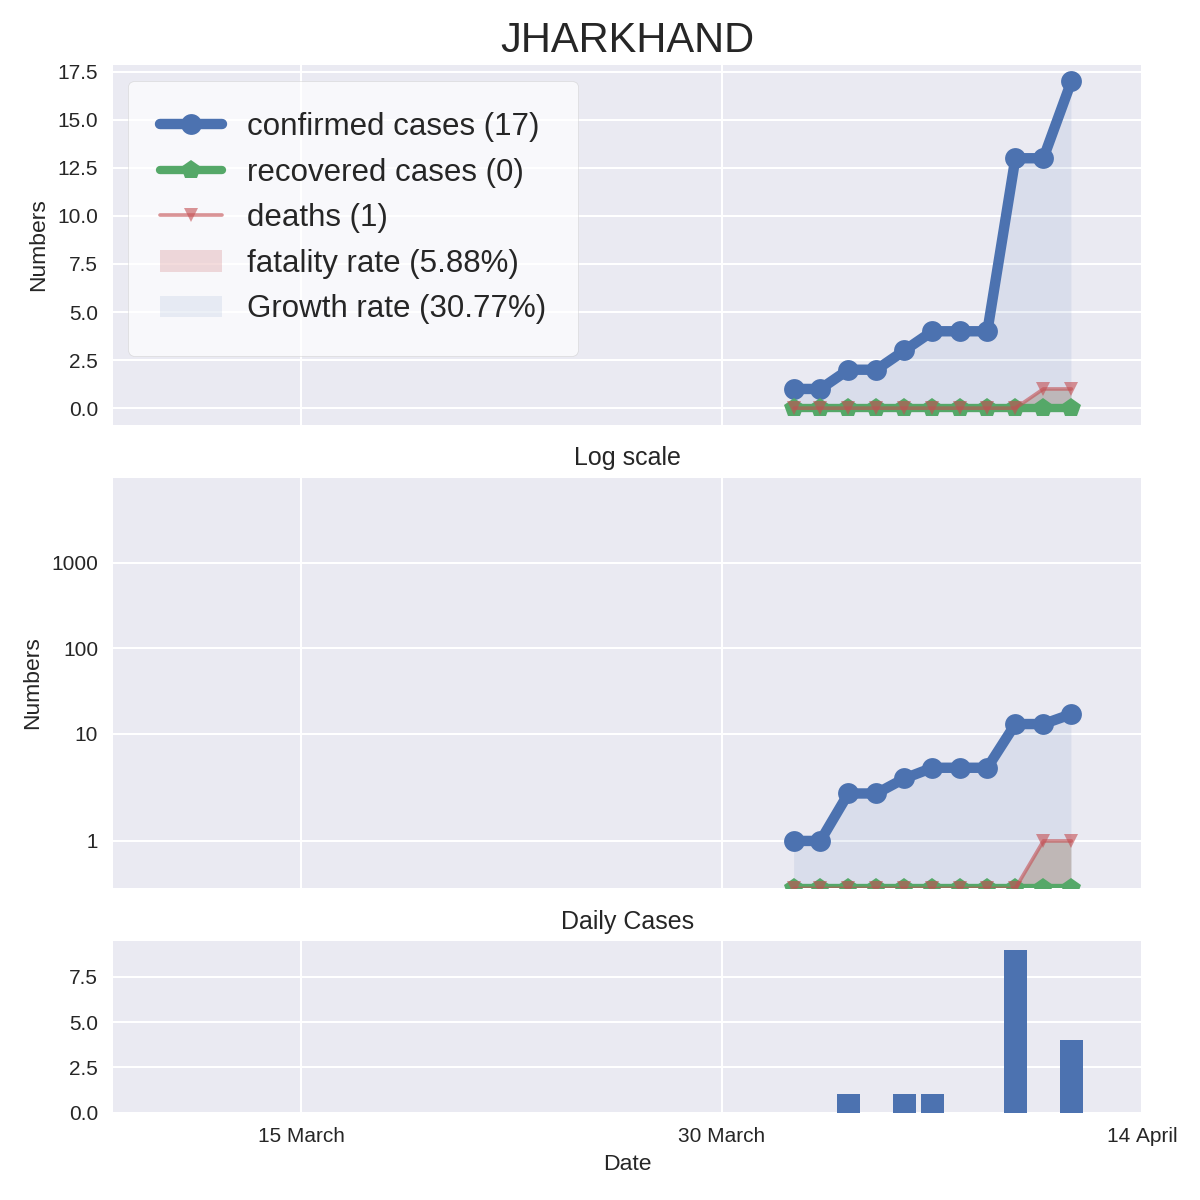 JHARKHAND
17.5
15.0
12.5
10.0
7.5
5.0
2.5
0.0
Numbers
confirmed cases (17)
recovered cases (0)
deaths (1)
fatality rate (5.88%)
Growth rate (30.77%)
Log scale
1000
100
10
1
Numbers
Daily Cases
7.5
5.0
2.5
0.0
15 March
30 March
14 April
Date